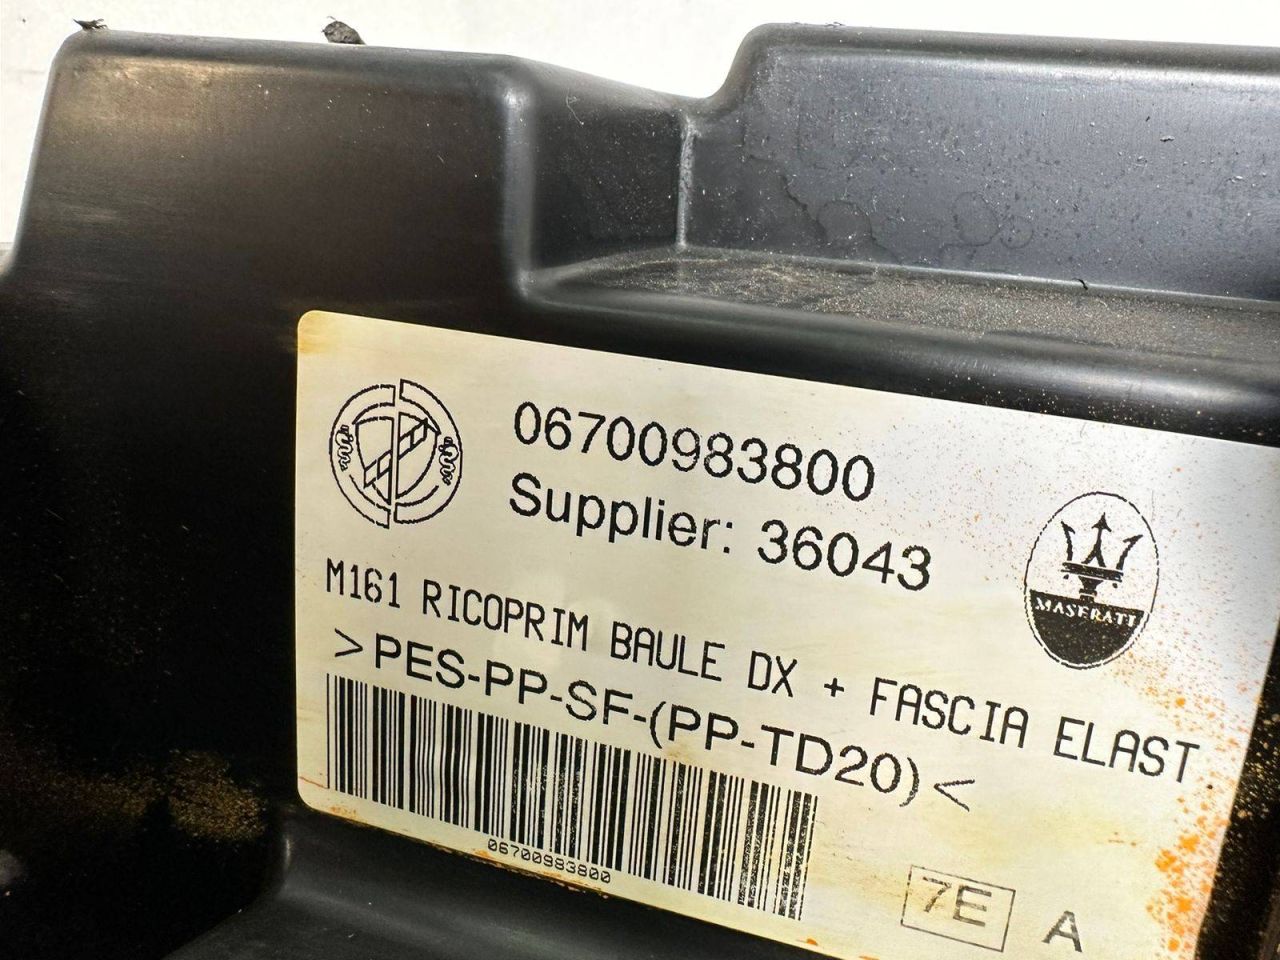 06700983800
Supplier: 36043
MASERATI
M161 RICOPRIM BAULE DX + FASCIA ELAST
>PES-PP-SF-(PP-TD20)<
06700983800
7E A